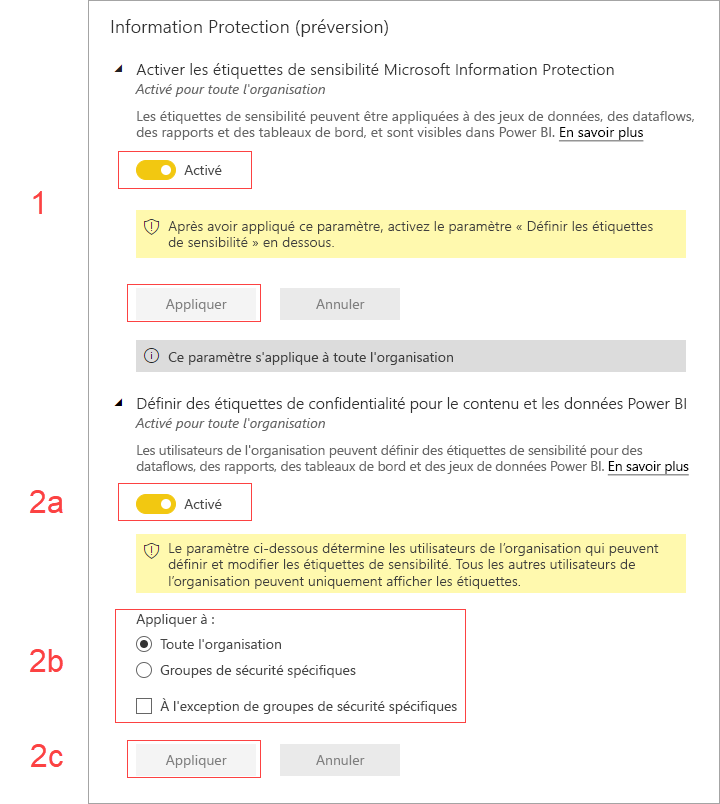 Information Protection (préversion)
Activer les étiquettes de sensibilité Microsoft Information Protection
Activé pour toute l'organisation
Les étiquettes de sensibilité peuvent être appliquées à des jeux de données, des dataflows,
des rapports et des tableaux de bord, et sont visibles dans Power BI. En savoir plus
Activé
1
Après avoir appliqué ce paramètre, activez le paramètre « Définir les étiquettes
de sensibilité » en dessous.
Appliquer Annuler
Ce paramètre s'applique à toute l'organisation
Définir des étiquettes de confidentialité pour le contenu et les données Power BI
Activé pour toute l'organisation
Les utilisateurs de l'organisation peuvent définir des étiquettes de sensibilité pour des
dataflows, des rapports, des tableaux de bord et des jeux de données Power BI. En savoir plus
2a Activé
Le paramètre ci-dessous détermine les utilisateurs de l’organisation qui peuvent
définir et modifier les étiquettes de sensibilité. Tous les autres utilisateurs de
l’organisation peuvent uniquement afficher les étiquettes.
Appliquer à :
Toute l'organisation
2b Groupes de sécurité spécifiques
À l'exception de groupes de sécurité spécifiques
2c Appliquer Annuler